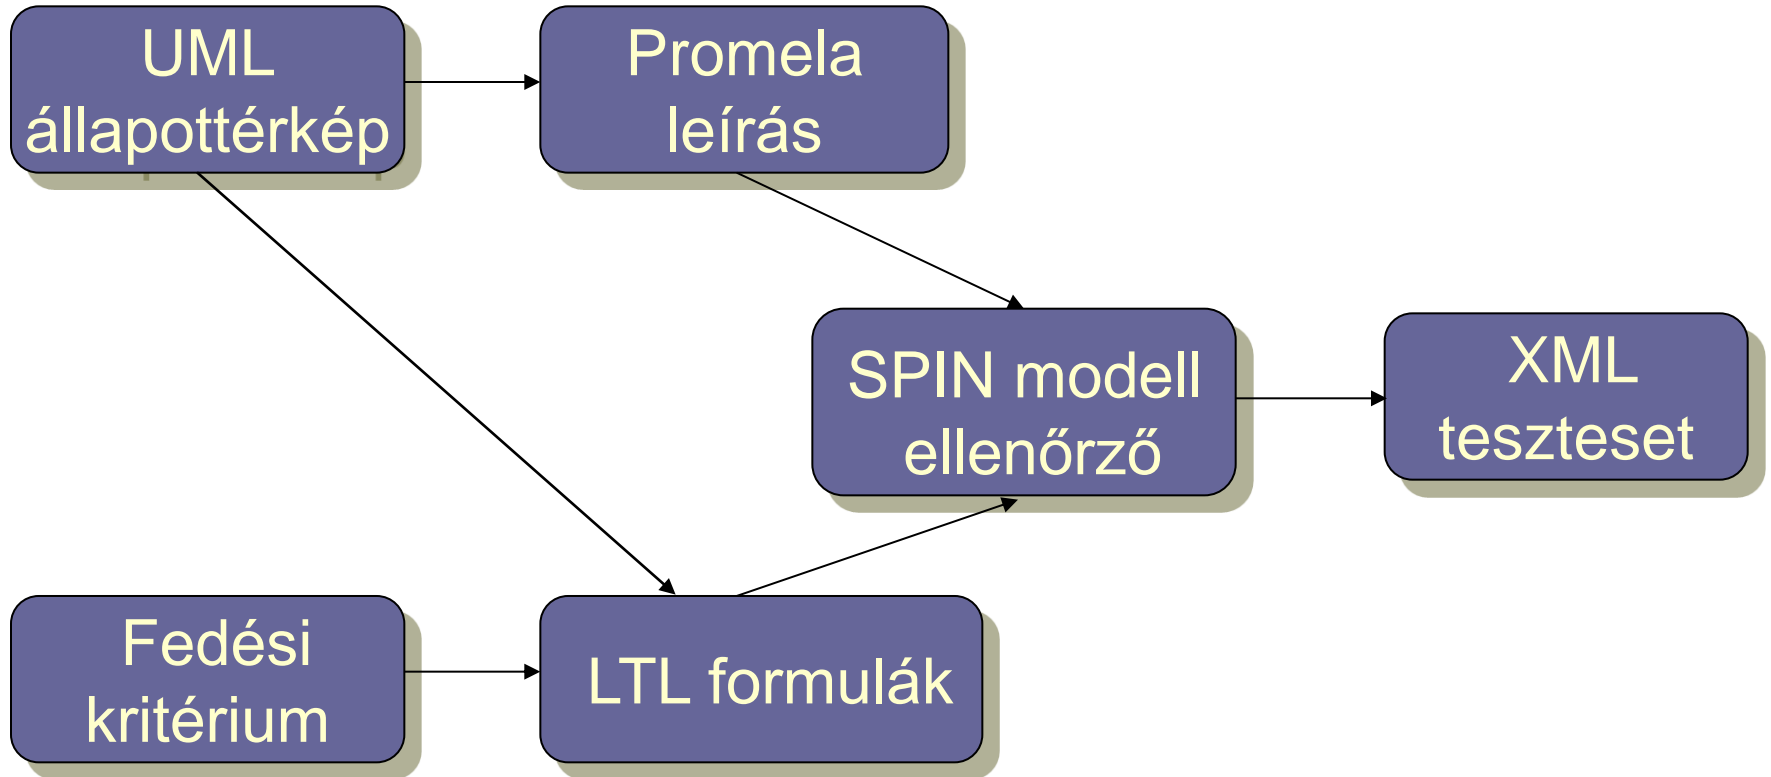 UML
állapottérkép
Promela
leírás
SPIN modell
ellenőrző
XML
teszteset
Fedési
kritérium
LTL formulák